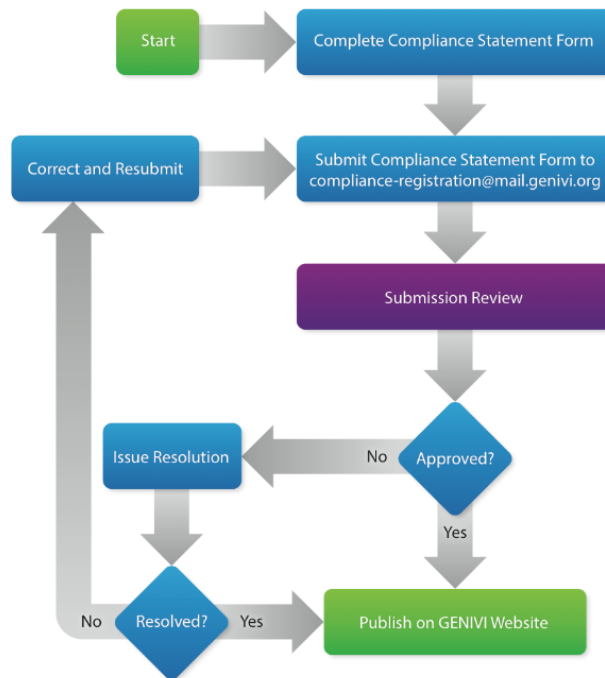 Start
Complete Compliance Statement Form
Correct and Resubmit
Submit Compliance Statement Form to
compliance-registration@mail.genivi.org
Submission Review
Issue Resolution
No
Approved?
Yes
No
Resolved?
Yes
Publish on GENIVI Website